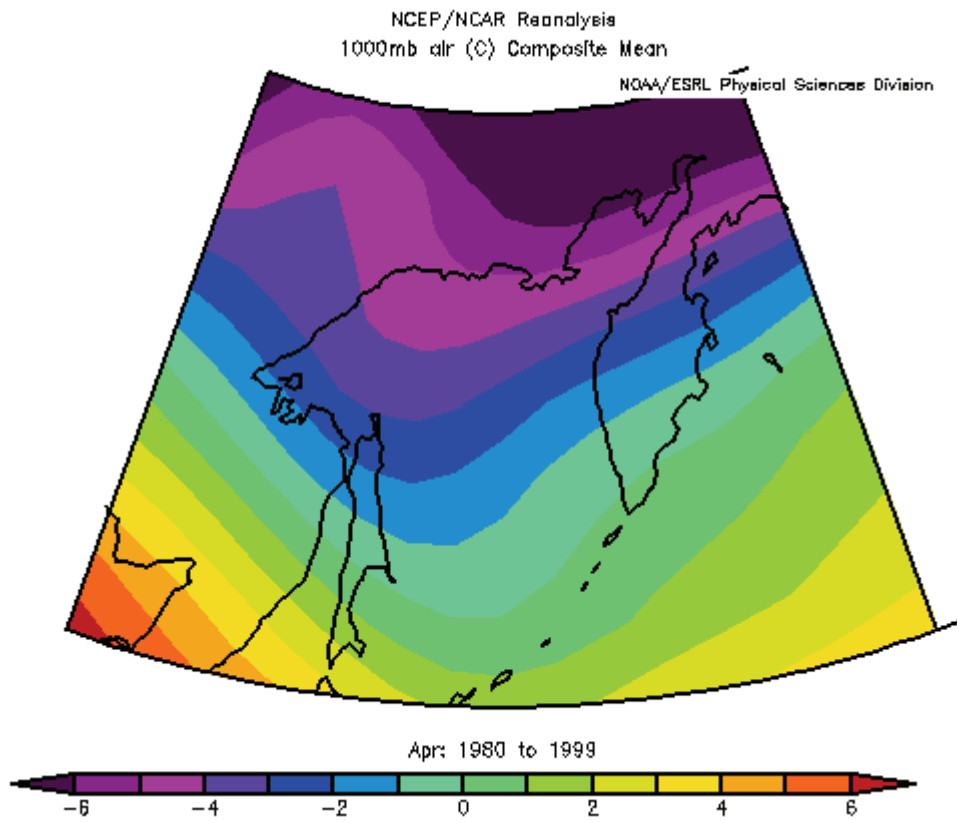 NCEP/NCAR Reanalysis
1000mb air (C) Composite Mean
NOAA/ESRL Physical Sciences Division
Apr: 1980 to 1999
-6 -4 -2 0 2 4 6